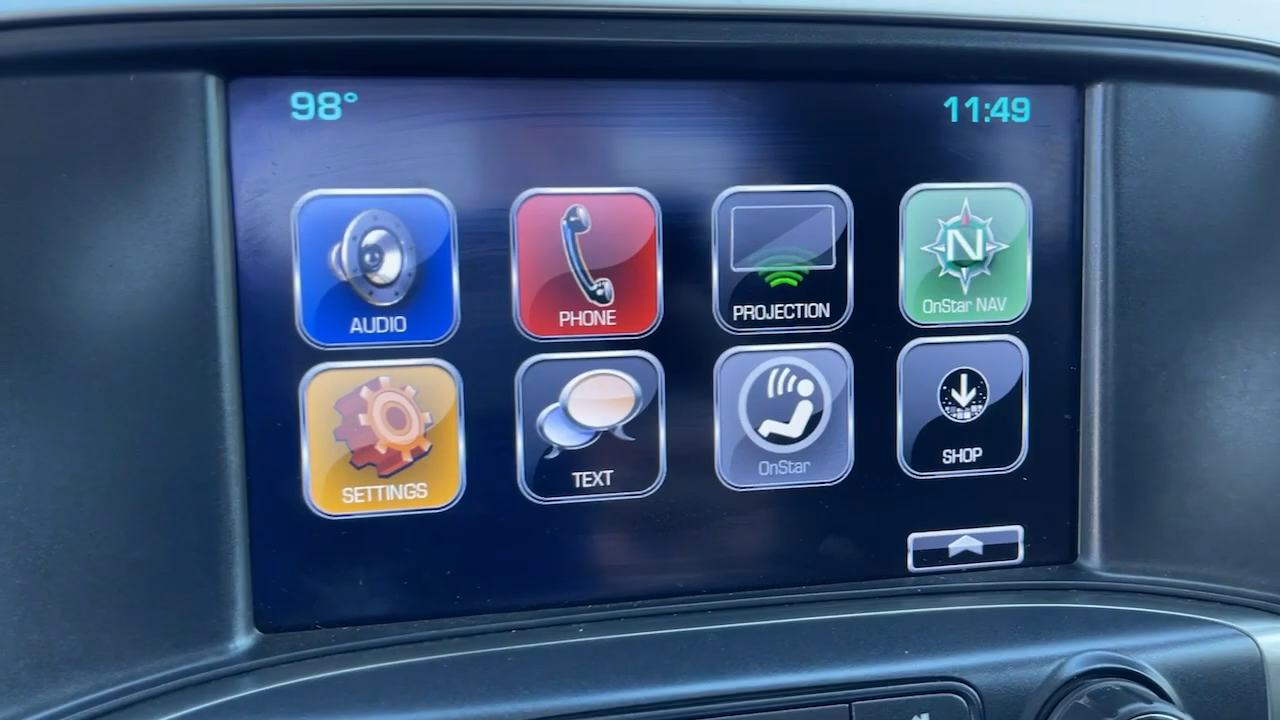 98° 11:49
AUDIO PHONE PROJECTION OnStar NAV
N
SETTINGS TEXT OnStar SHOP